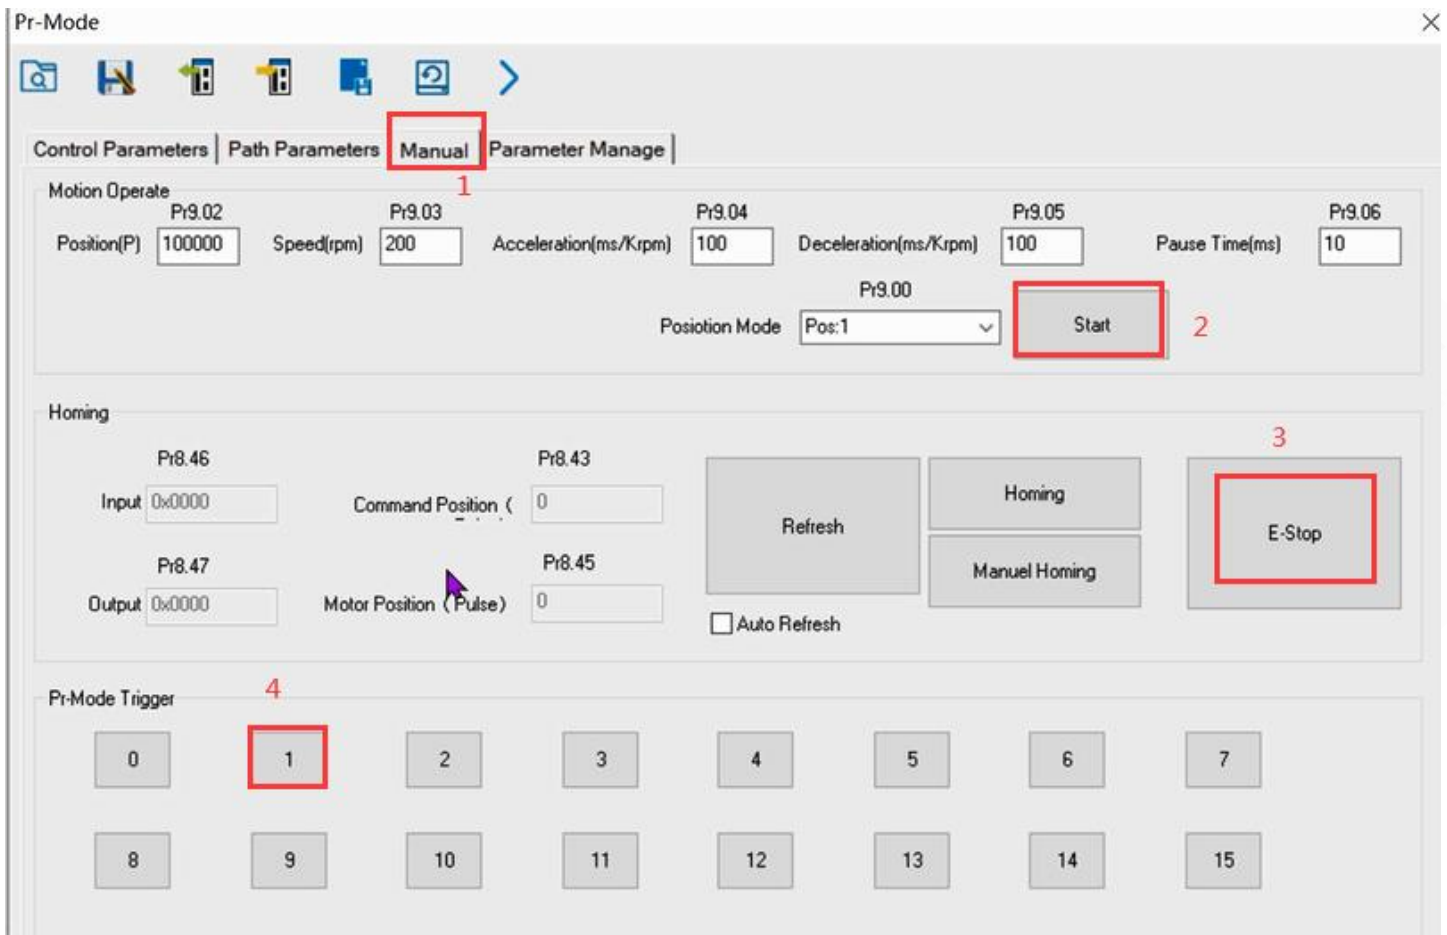 Pr-Mode
Control Parameters Path Parameters Manual Parameter Manage
1
Motion Operate
Pr9.02 Pr9.03 Pr9.04 Pr9.05 Pr9.06
Position(P) 100000 Speed(rpm) 200 Acceleration(ms/Krpm) 100 Deceleration(ms/Krpm) 100 Pause Time(ms) 10
Pr9.00
Posiotion Mode Pos:1 Start 2
Homing
3
Pr8.46 Pr8.43
Input 0x0000 Command Position ( 0
Refresh Homing E-Stop
Pr8.47 Pr8.45
Manuel Homing
Output 0x0000 Motor Position (Pulse) 0
Auto Refresh
Pr-Mode Trigger 4
0 1 2 3 4 5 6 7
8 9 10 11 12 13 14 15